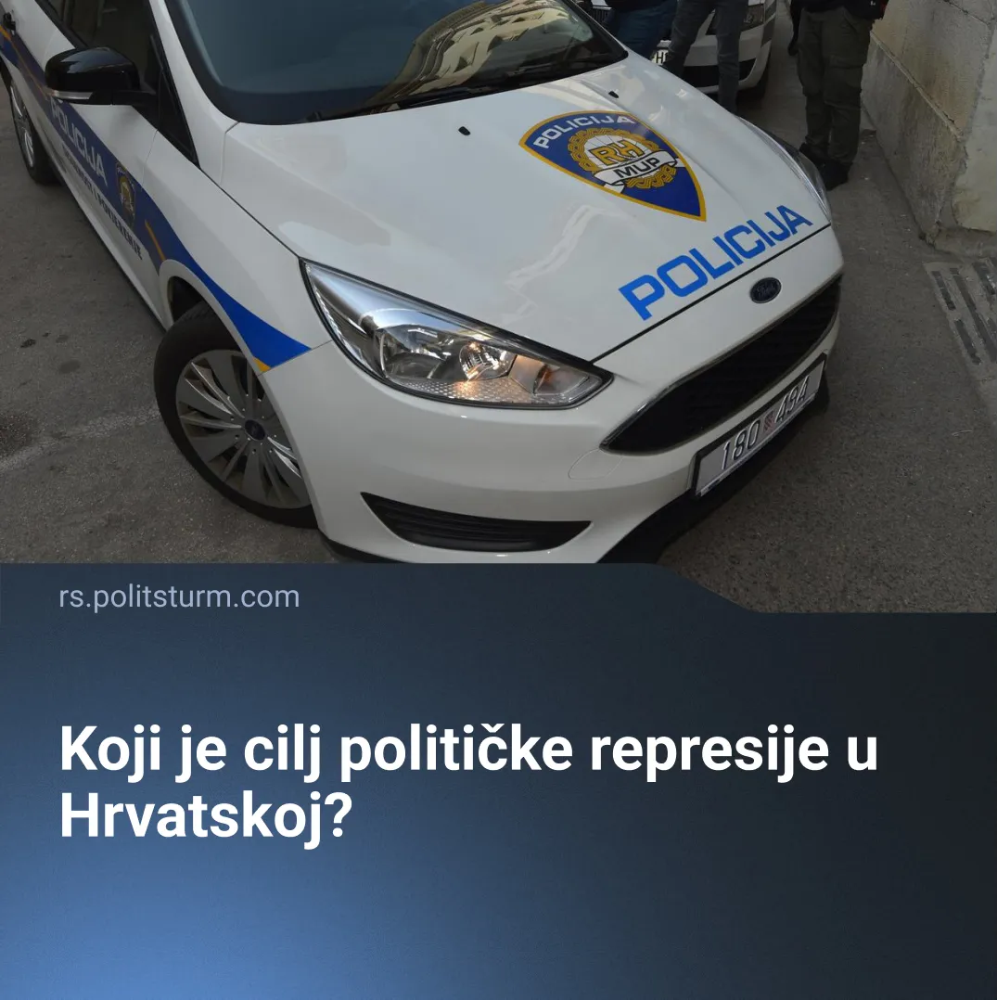 POLICIJA
RH
MUP
POLICIJA
POLICIJA
180 494
rs.politsturm.com
Koji je cilj političke represije u
Hrvatskoj?